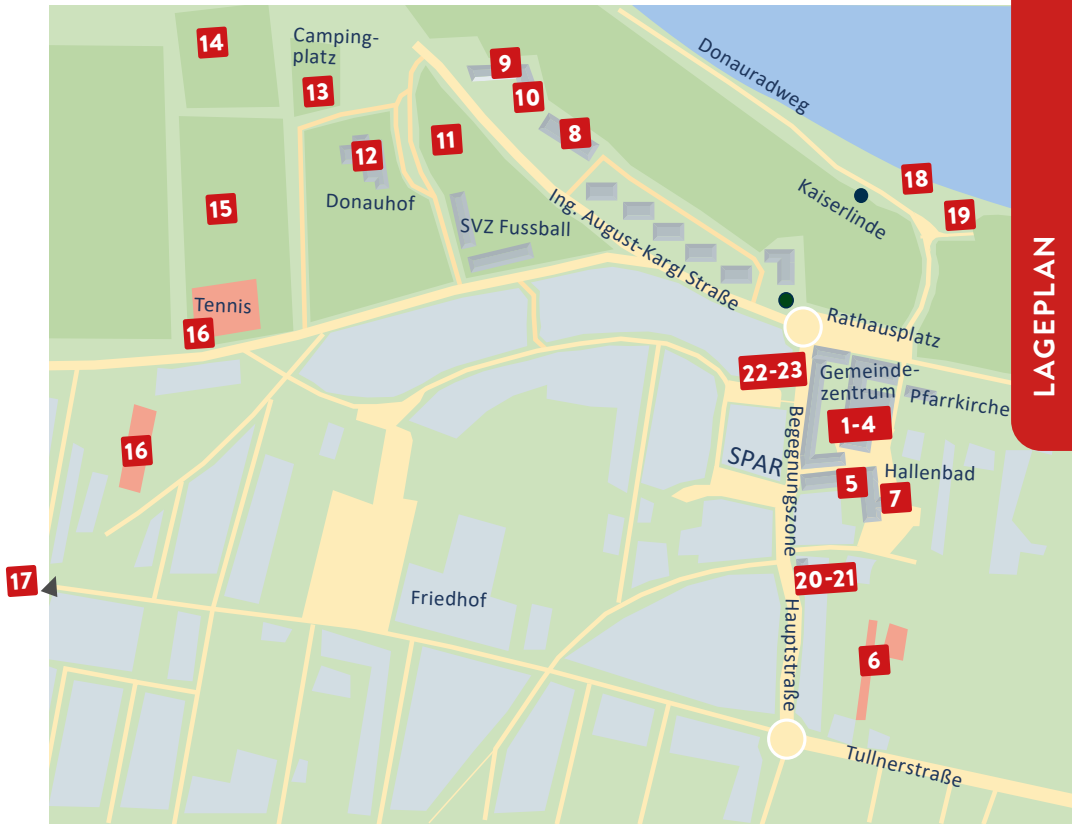 14
Camping-
platz
13
9
10
8
Donauradweg
11
12
Donauhof
15
SVZ Fussball
Ing. August-Kargl Straße
Kaiserlinde
18
19
LAGEPLAN
Tennis
16
Rathausplatz
22-23
Gemeinde-
zentrum
Pfarrkirche
1-4
16
SPAR
Begegnungszone
Hallenbad
5
7
17
Friedhof
20-21
Hauptstraße
6
Tullnerstraße